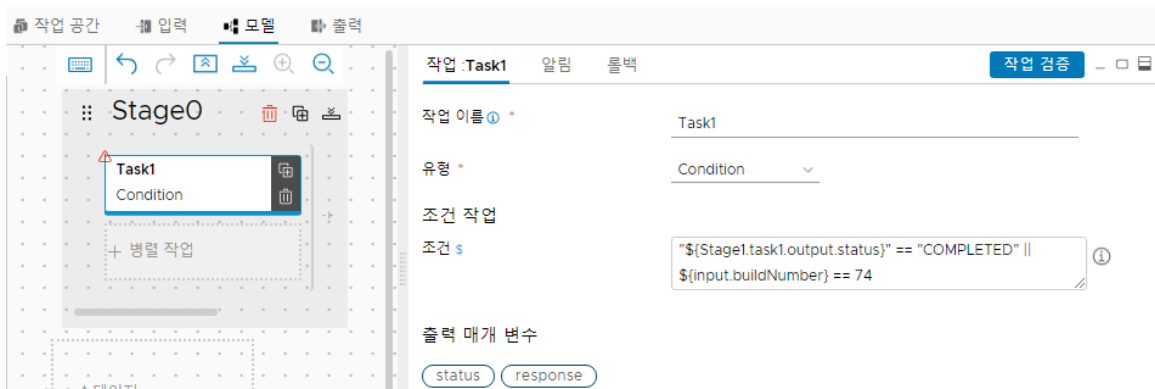 작업 공간 입력 모델 출력
작업 :Task1 알림 롤백 작업 검증
Stage0
작업 이름 * Task1
Task1
Condition
유형 * Condition
조건 작업
+ 병렬 작업
조건 $ "${Stage1.task1.output.status}" == "COMPLETED" ||
${input.buildNumber} == 74
출력 매개 변수
status response